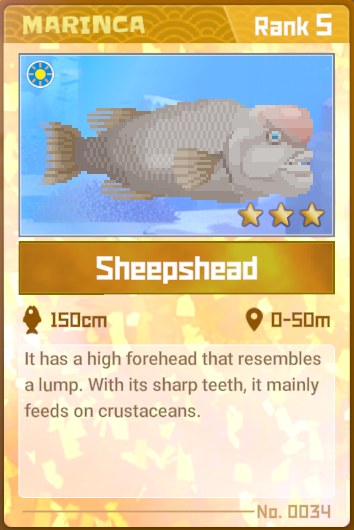 MARINCA
Rank 5
Sheepshead
150cm
0-50m
It has a high forehead that resembles
a lump. With its sharp teeth, it mainly
feeds on crustaceans.
No. 0034